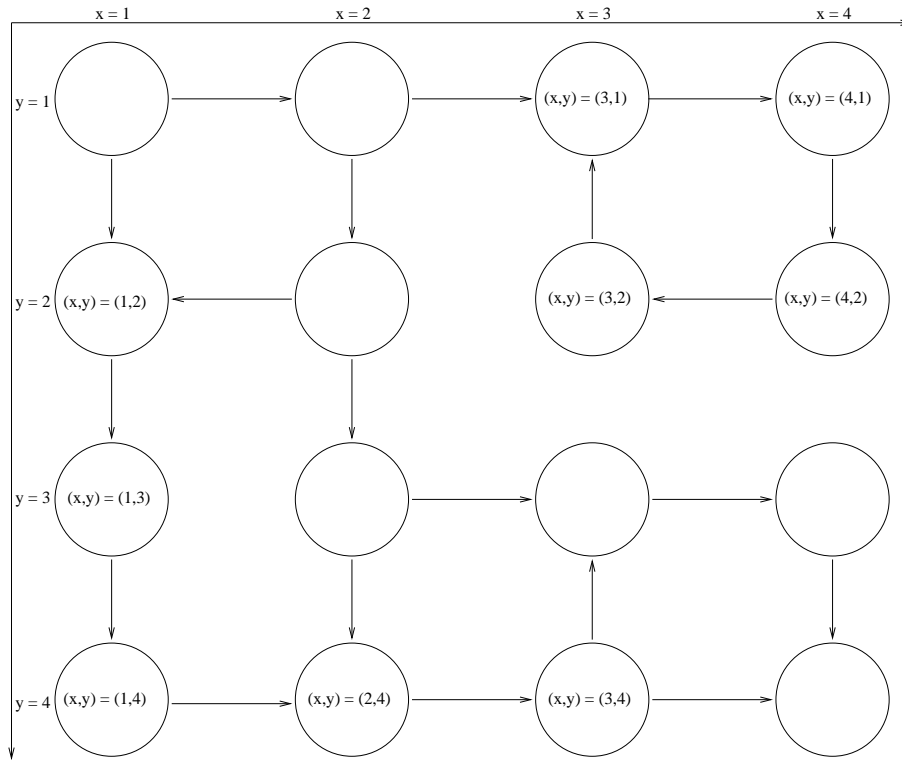 x = 1 x = 2 x = 3 x = 4
y = 1 (x,y) = (3,1) (x,y) = (4,1)
y = 2 (x,y) = (1,2) (x,y) = (3,2) (x,y) = (4,2)
y = 3 (x,y) = (1,3)
y = 4 (x,y) = (1,4) (x,y) = (2,4) (x,y) = (3,4)